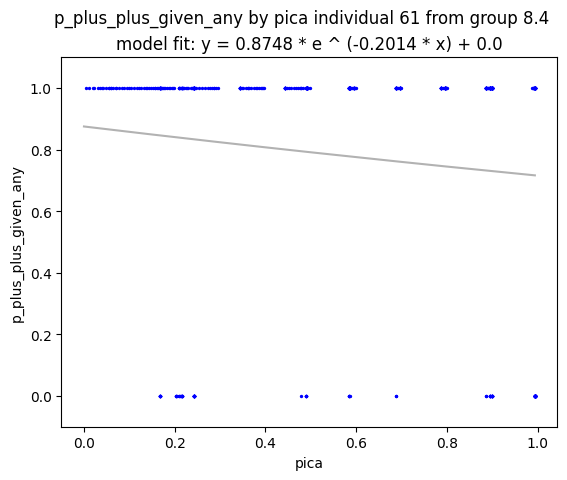 p_plus_plus_given_any by pica individual 61 from group 8.4
model fit: y = 0.8748 * e ^ (-0.2014 * x) + 0.0
1.0
0.8
0.6
0.4
0.2
0.0
p_plus_plus_given_any
0.0 0.2 0.4 0.6 0.8 1.0
pica